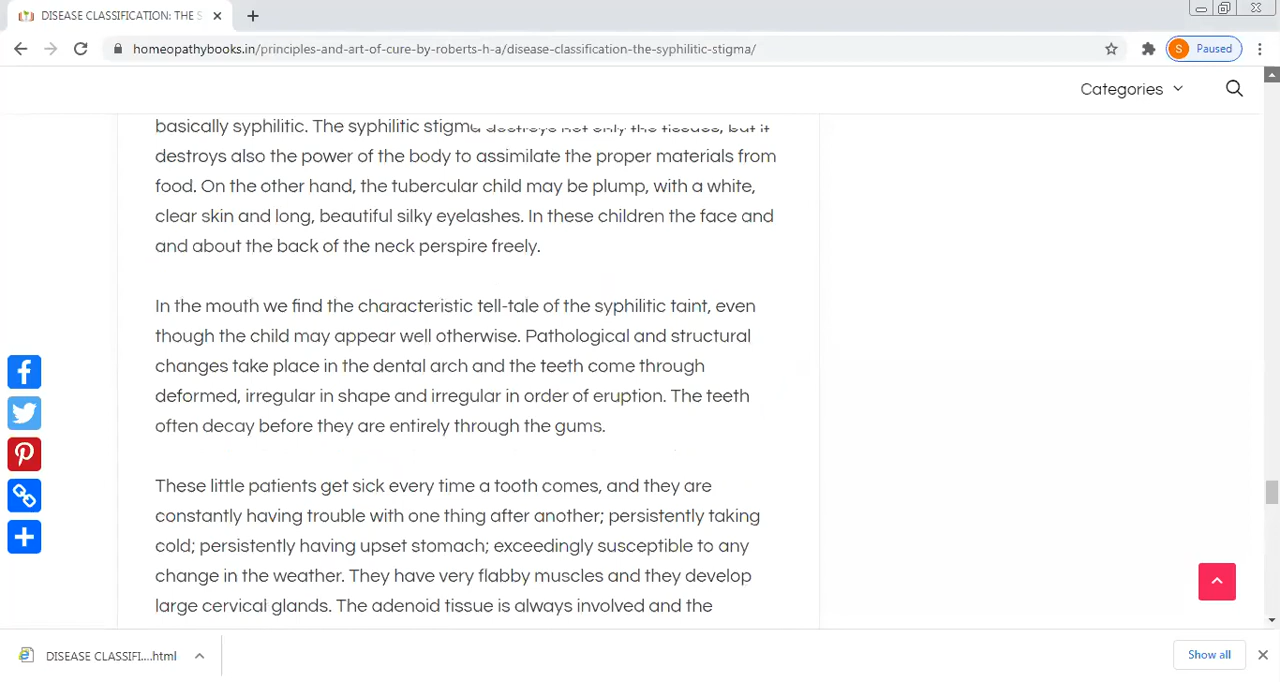 DISEASE CLASSIFICATION: THE S
homeopathybooks.in/principles-and-art-of-cure-by-roberts-h-a/disease-classification-the-syphilitic-stigma/
S Paused
Categories
basically syphilitic. The syphilitic stigma destroys not only the tissues, but it
destroys also the power of the body to assimilate the proper materials from
food. On the other hand, the tubercular child may be plump, with a white,
clear skin and long, beautiful silky eyelashes. In these children the face and
and about the back of the neck perspire freely.
In the mouth we find the characteristic tell-tale of the syphilitic taint, even
though the child may appear well otherwise. Pathological and structural
changes take place in the dental arch and the teeth come through
deformed, irregular in shape and irregular in order of eruption. The teeth
often decay before they are entirely through the gums.
These little patients get sick every time a tooth comes, and they are
constantly having trouble with one thing after another; persistently taking
cold; persistently having upset stomach; exceedingly susceptible to any
change in the weather. They have very flabby muscles and they develop
large cervical glands. The adenoid tissue is always involved and the
DISEASE CLASSIFI....html
Show all